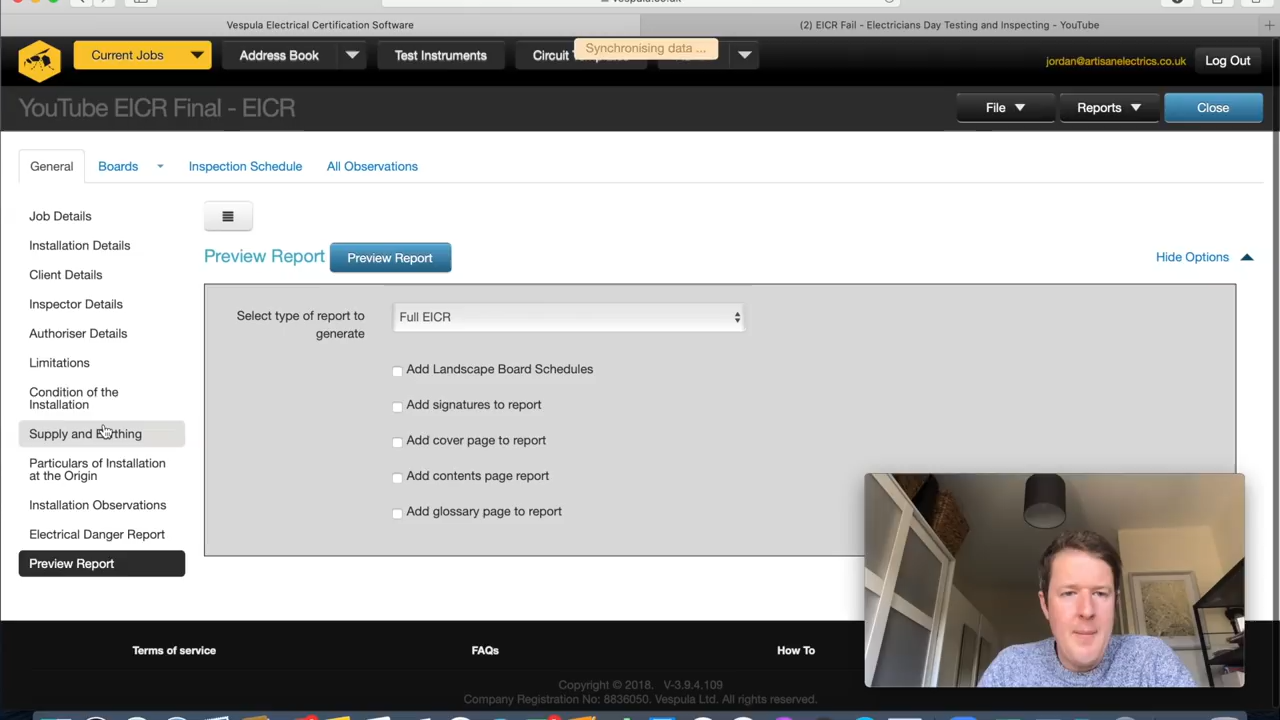 Vespula Electrical Certification Software
(2) EICR Fail - Electricians Day Testing and Inspecting - YouTube
Current Jobs
Address Book
Test Instruments
Circuit
Synchronising data ...
jordan@artisanelectrics.co.uk
Log Out
YouTube EICR Final - EICR
File
Reports
Close
General
Boards
Inspection Schedule
All Observations
Job Details
Installation Details
Client Details
Inspector Details
Authoriser Details
Limitations
Condition of the
Installation
Supply and Earthing
Particulars of Installation
at the Origin
Installation Observations
Electrical Danger Report
Preview Report
Preview Report
Preview Report
Hide Options
Select type of report to
generate
Full EICR
Add Landscape Board Schedules
Add signatures to report
Add cover page to report
Add contents page report
Add glossary page to report
Terms of service
FAQs
How To
Copyright © 2018. V-3.9.4.109
Company Registration No: 8836050. Vespula Ltd. All rights reserved.